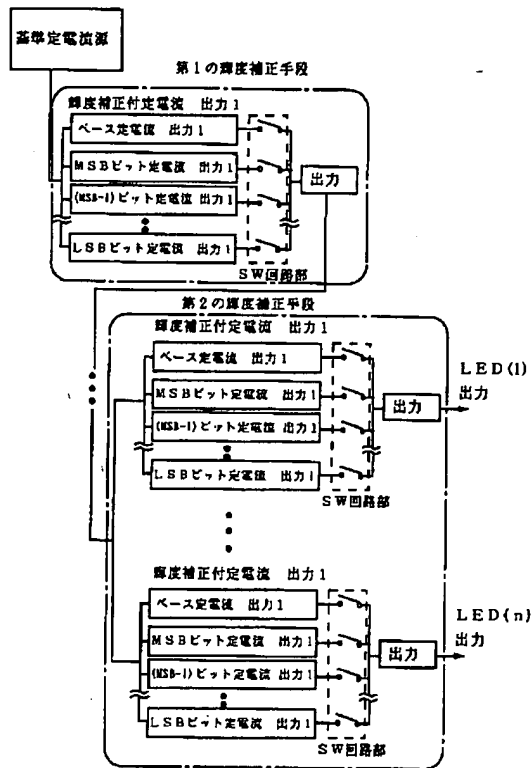 基準定電流源
第1の輝度補正手段
輝度補正付定電流 出力1
ベース定電流 出力1
MSBビット定電流 出力1
(MSB-1)ビット定電流 出力1
LSBビット定電流 出力1
出力
SW回路部
第2の輝度補正手段
輝度補正付定電流 出力1
ベース定電流 出力1
MSBビット定電流 出力1
(MSB-1)ビット定電流 出力1
LSBビット定電流 出力1
出力
LED(1)
出力
SW回路部
輝度補正付定電流 出力1
ベース定電流 出力1
MSBビット定電流 出力1
(MSB-1)ビット定電流 出力1
LSBビット定電流 出力1
出力
LED(n)
出力
SW回路部